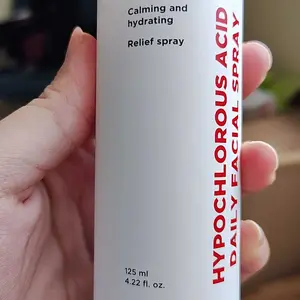 Calming and
hydrating
Relief spray
HYPOCHLOROUS ACID
DAILY FACIAL SPRAY
125 ml
4.22 fl. oz.